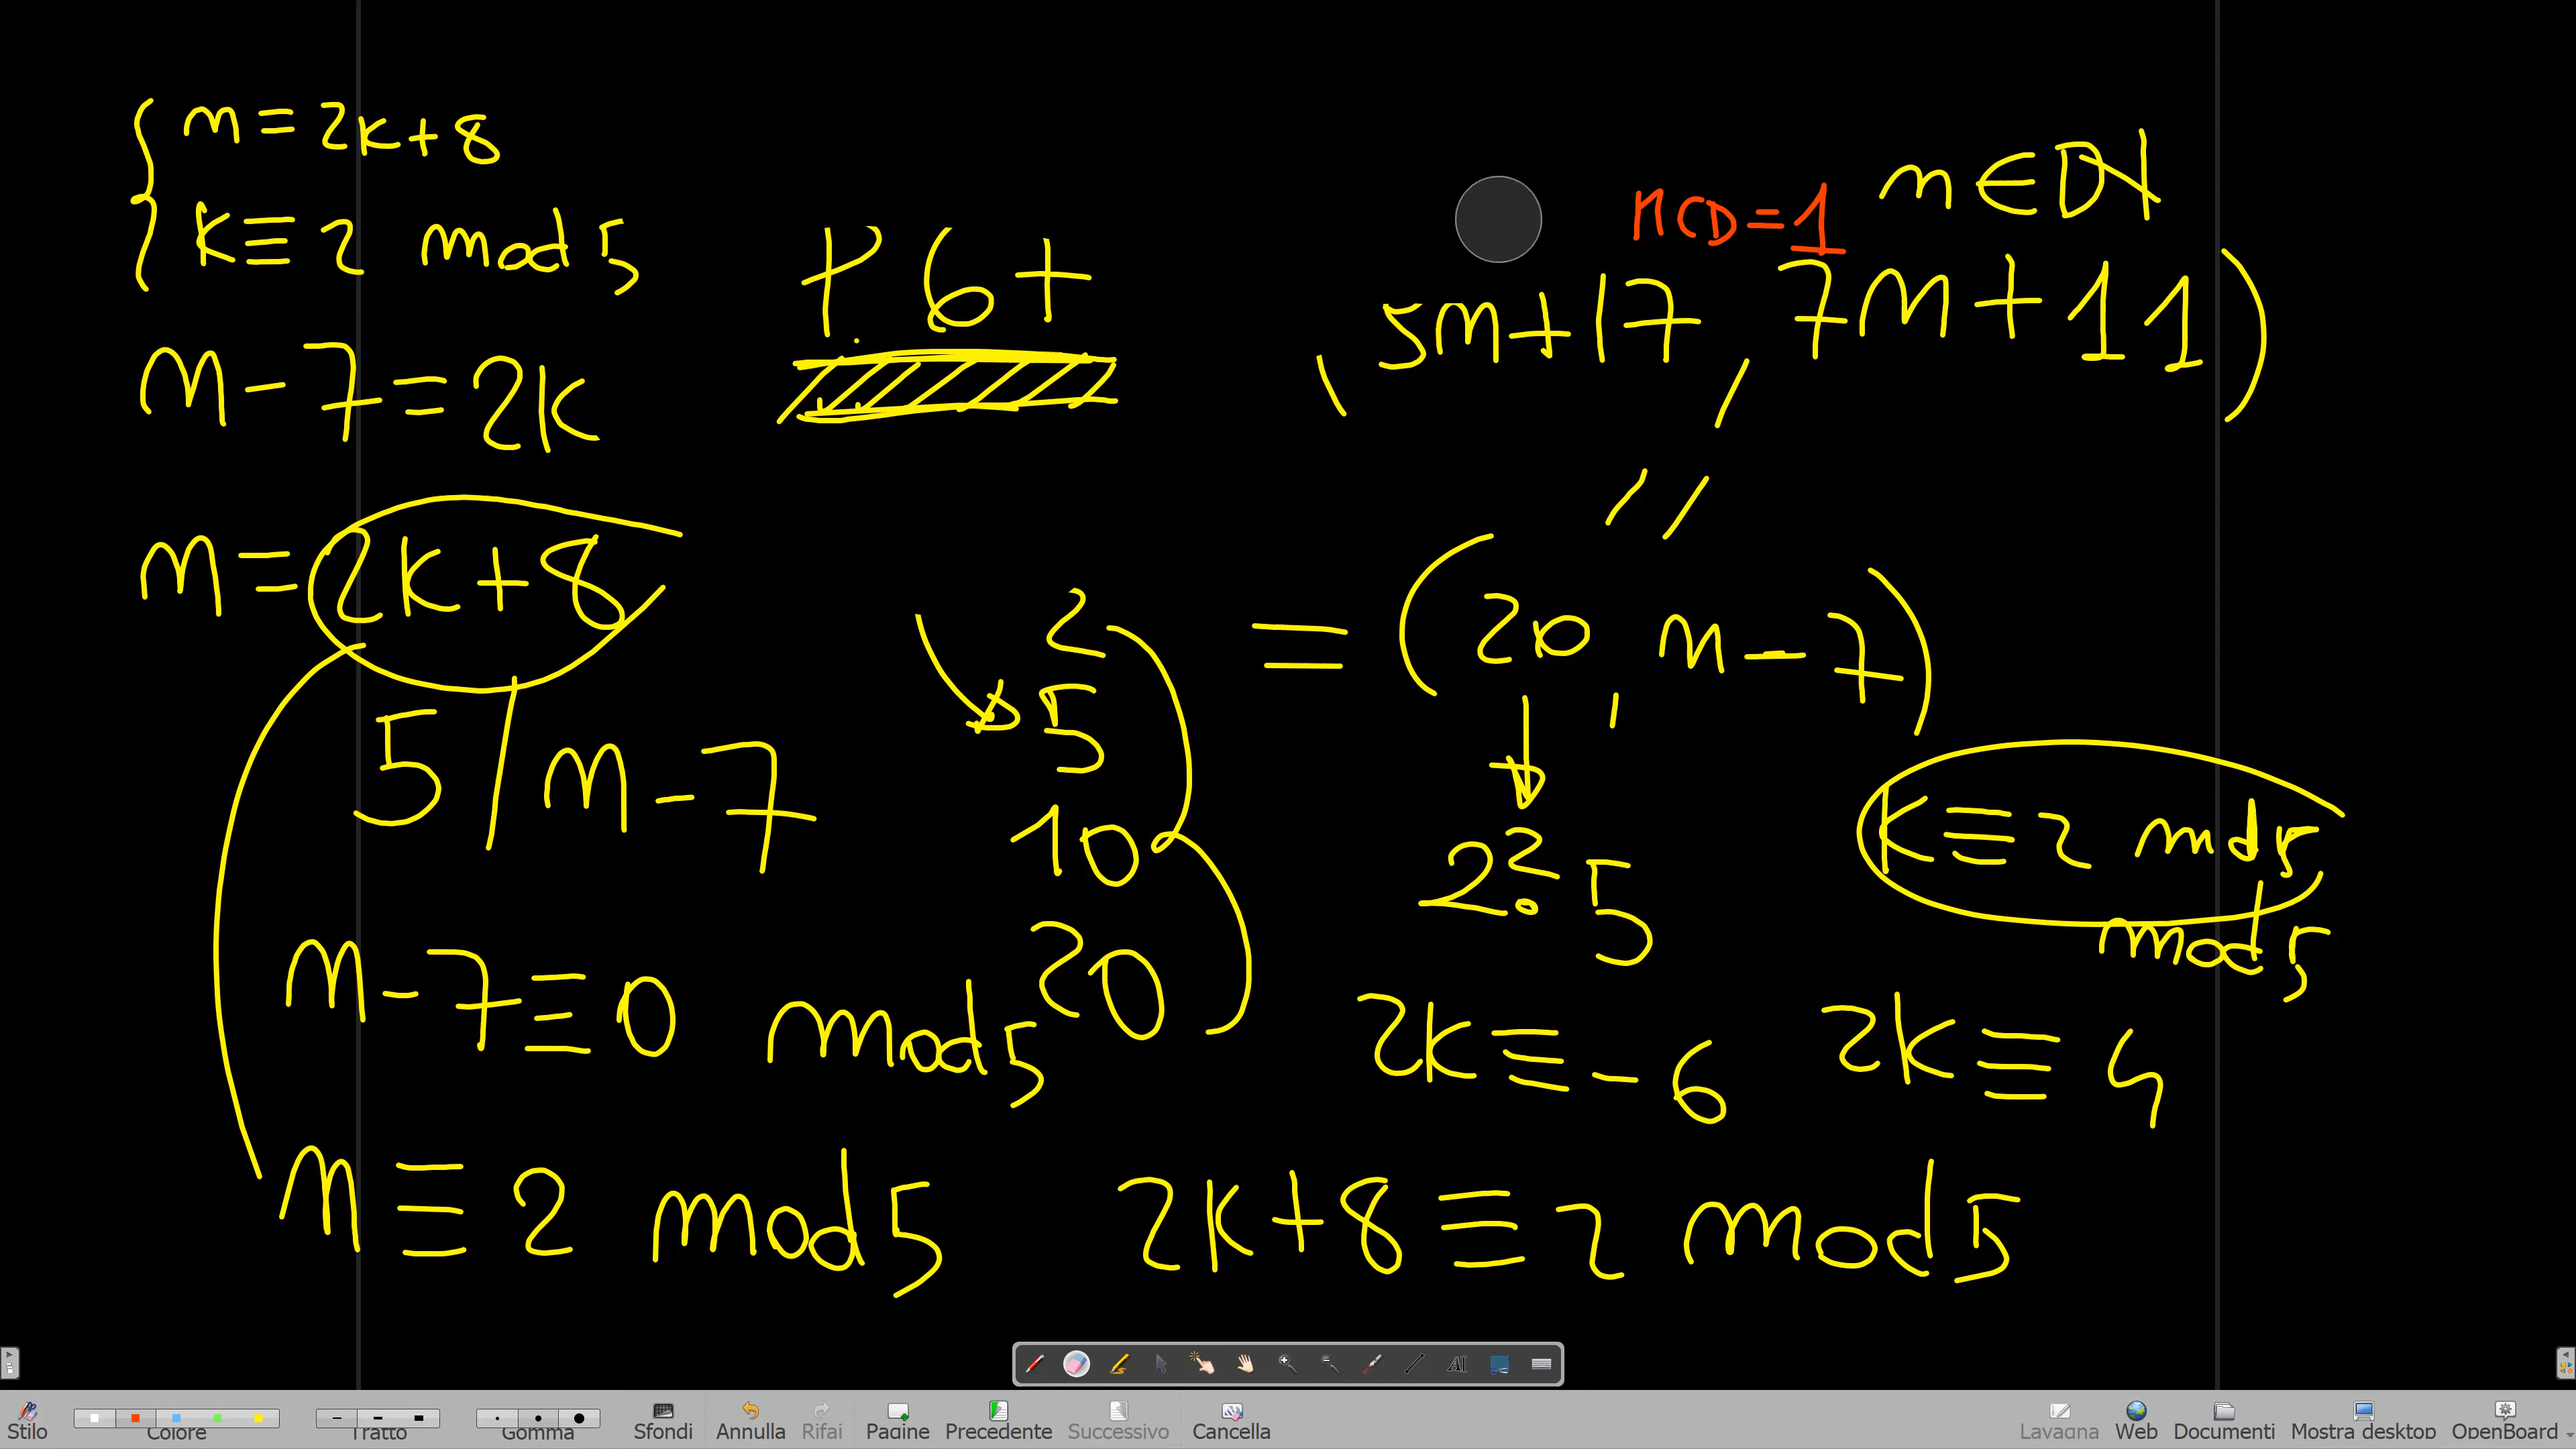 m = 2k+8
k ≡ 2 mod 5
m - 7 = 2k
m = 2k+8
5 / m - 7
m - 7 ≡ 0 mod 5
m ≡ 2 mod 5
P. 6+
2
5
10
20
MCD = 1
n ∈ N
5m+17, 7m+11)
= (20, m - 7)
2² · 5
k ≡ 2 mod 5
mod 5
2k ≡ -6
2k ≡ 4
2k+8 ≡ 2 mod 5
AI
Stilo
Colore
Tratto
Gomma
Sfondi
Annulla
Rifai
Pagine
Precedente
Successivo
Cancella
Lavagna
Web
Documenti
Mostra desktop
OpenBoard